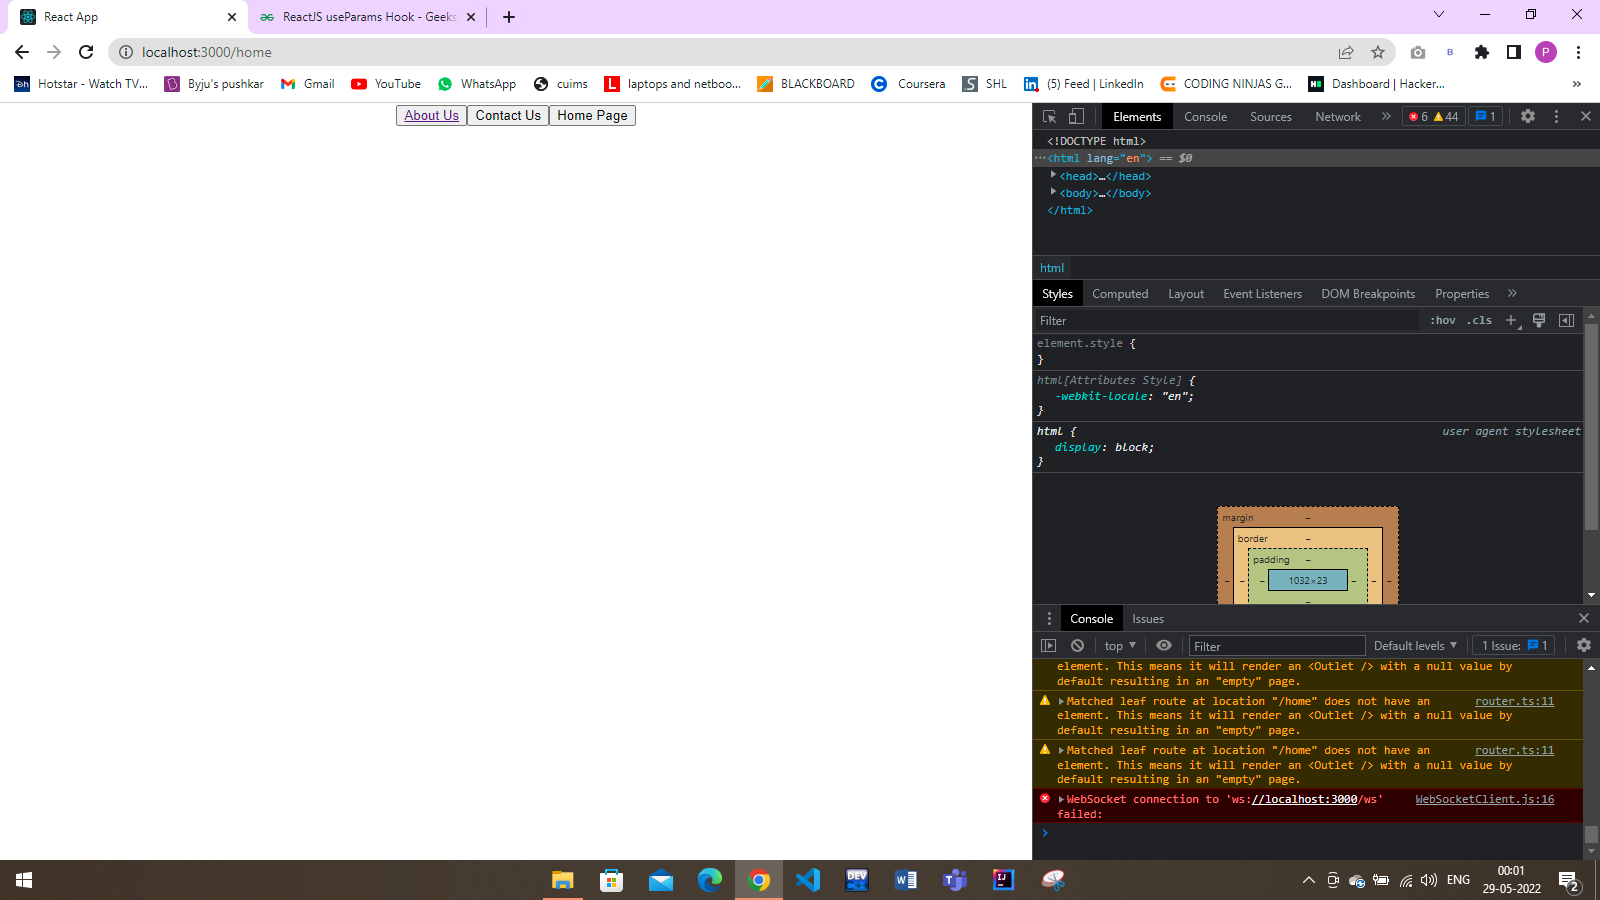 React App
ReactJS useParams Hook - Geeks
localhost:3000/home
B
P
Hotstar - Watch TV...
Byju's pushkar
Gmail
YouTube
WhatsApp
cuims
laptops and netboo...
BLACKBOARD
Coursera
SHL
(5) Feed | LinkedIn
CODING NINJAS G...
Dashboard | Hacker...
»
About Us
Contact Us
Home Page
Elements
Console
Sources
Network
»
6
44
1
<!DOCTYPE html>
…<html lang="en"> == $0
<head>…</head>
<body>…</body>
</html>
html
Styles
Computed
Layout
Event Listeners
DOM Breakpoints
Properties
»
Filter
:hov
.cls
element.style {
}
html[Attributes Style] {
-webkit-locale: "en";
}
html {
user agent stylesheet
display: block;
}
margin
–
border
–
padding
–
–
–
–
1032×23
–
–
–
–
Console
Issues
top
Filter
Default levels
1 Issue:
1
element. This means it will render an <Outlet /> with a null value by
default resulting in an "empty" page.
Matched leaf route at location "/home" does not have an
router.ts:11
element. This means it will render an <Outlet /> with a null value by
default resulting in an "empty" page.
Matched leaf route at location "/home" does not have an
router.ts:11
element. This means it will render an <Outlet /> with a null value by
default resulting in an "empty" page.
WebSocket connection to 'ws://localhost:3000/ws'
WebSocketClient.js:16
failed:
DEV
ENG
00:01
29-05-2022
2